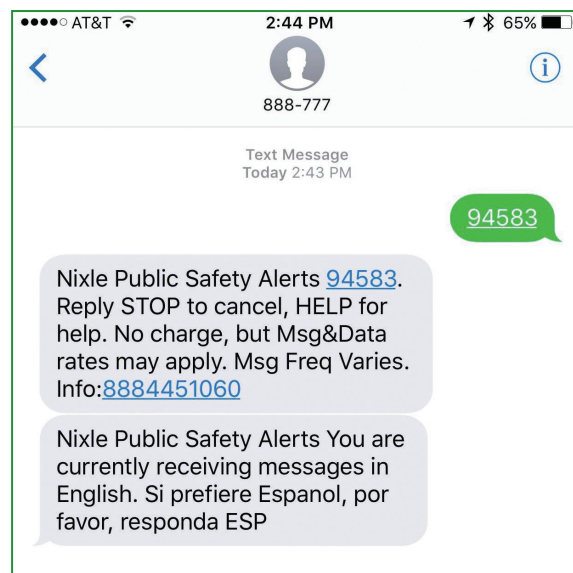 AT&T 2:44 PM 65%
888-777
Text Message
Today 2:43 PM
94583
Nixle Public Safety Alerts 94583.
Reply STOP to cancel, HELP for
help. No charge, but Msg&Data
rates may apply. Msg Freq Varies.
Info:8884451060
Nixle Public Safety Alerts You are
currently receiving messages in
English. Si prefiere Espanol, por
favor, responda ESP